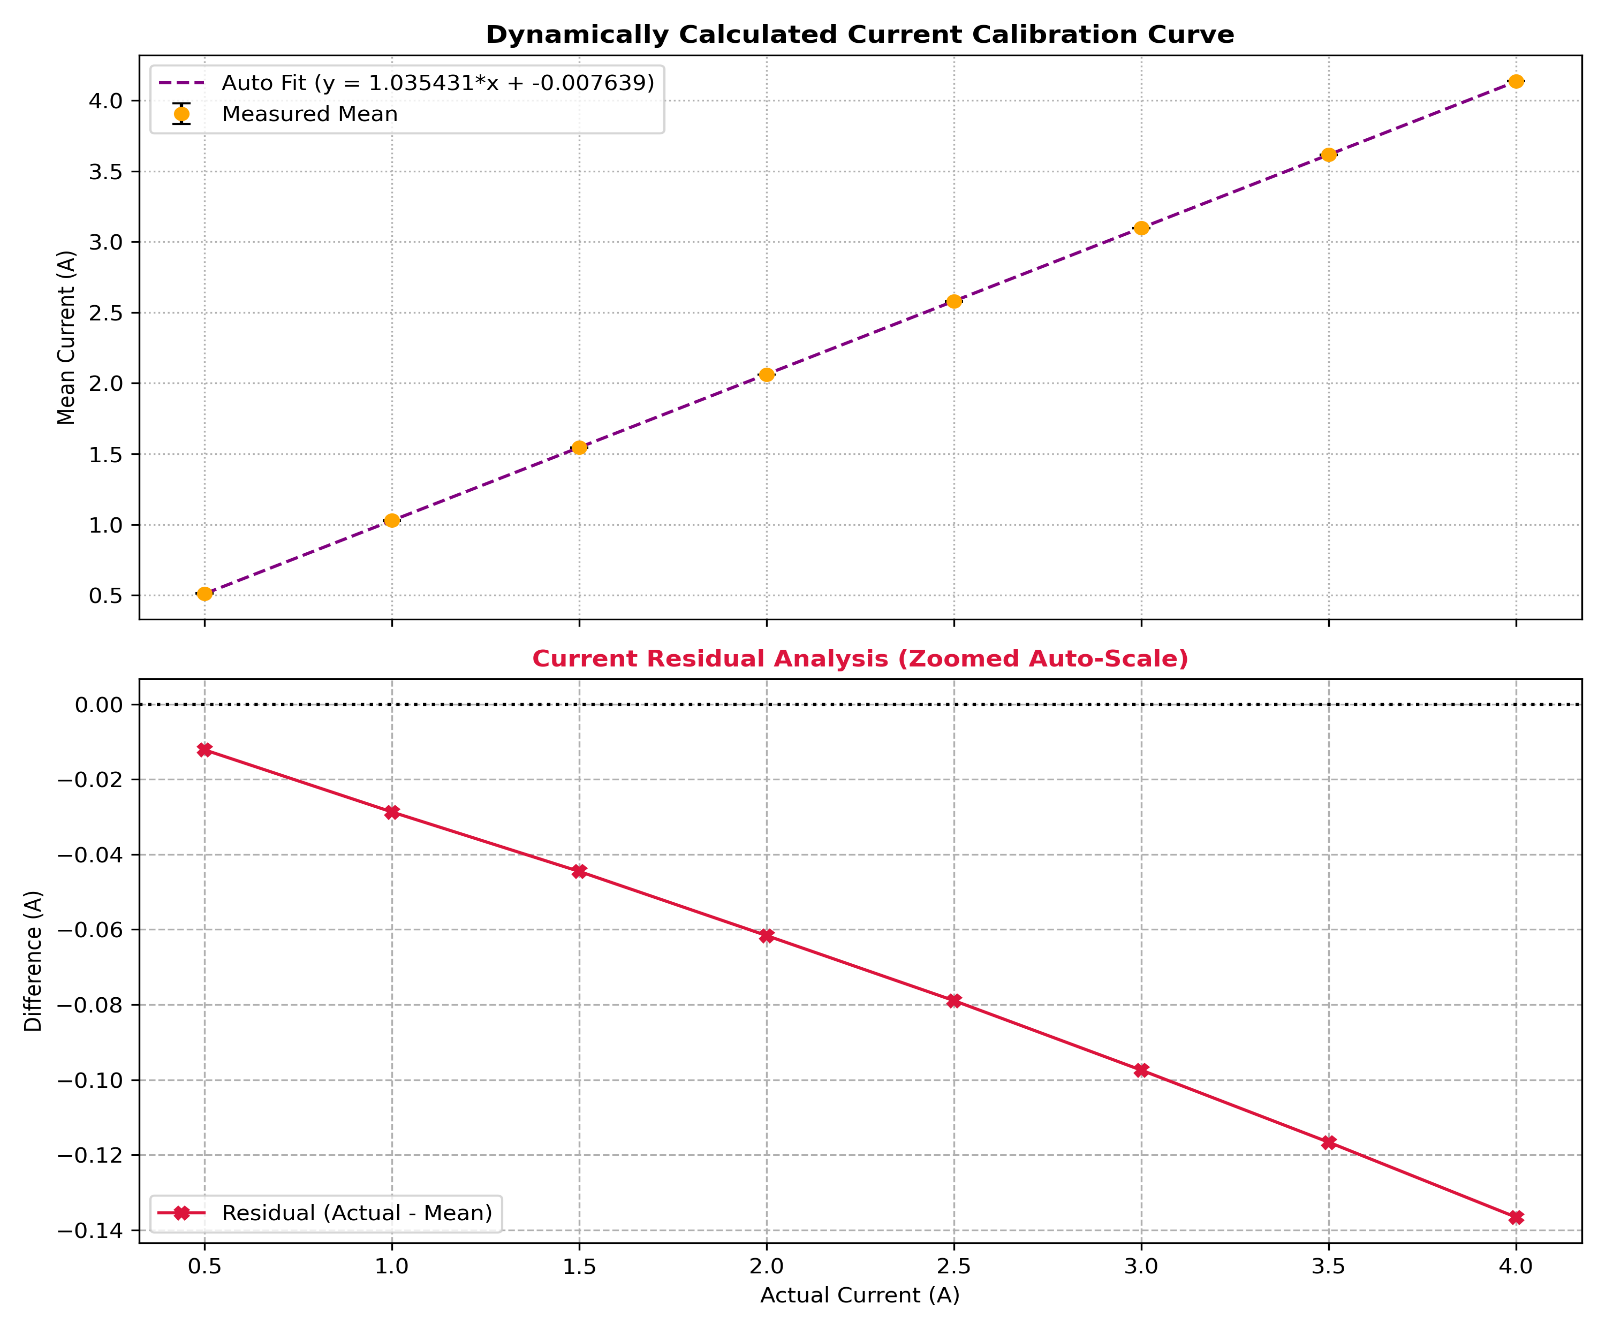 Dynamically Calculated Current Calibration Curve
Auto Fit (y = 1.035431*x + -0.007639)
Measured Mean
Mean Current (A)
4.0
3.5
3.0
2.5
2.0
1.5
1.0
0.5
Current Residual Analysis (Zoomed Auto-Scale)
Difference (A)
0.00
−0.02
−0.04
−0.06
−0.08
−0.10
−0.12
−0.14
Residual (Actual - Mean)
0.5 1.0 1.5 2.0 2.5 3.0 3.5 4.0
Actual Current (A)